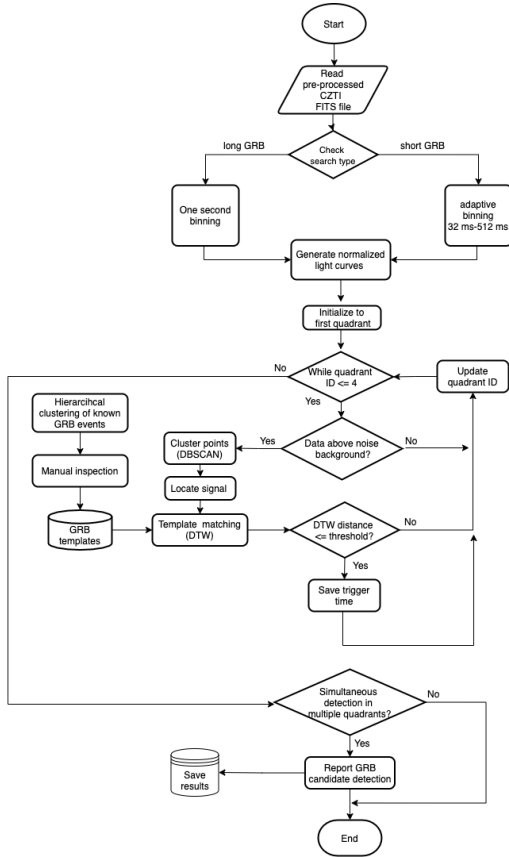 Start
Read
pre-processed
CZTI
FITS file
Check
search type
long GRB
short GRB
One second
binning
adaptive
binning
32 ms-512 ms
Generate normalized
light curves
Initialize to
first quadrant
While quadrant
ID <= 4
No
Yes
Update
quadrant ID
Hierarihcal
clustering of known
GRB events
Cluster points
(DBSCAN)
Yes
Data above noise
background?
No
Manual inspection
Locate signal
GRB
templates
Template matching
(DTW)
DTW distance
<= threshold?
No
Yes
Save trigger
time
Simultaneous
detection in
multiple quadrants?
No
Yes
Save
results
Report GRB
candidate detection
End